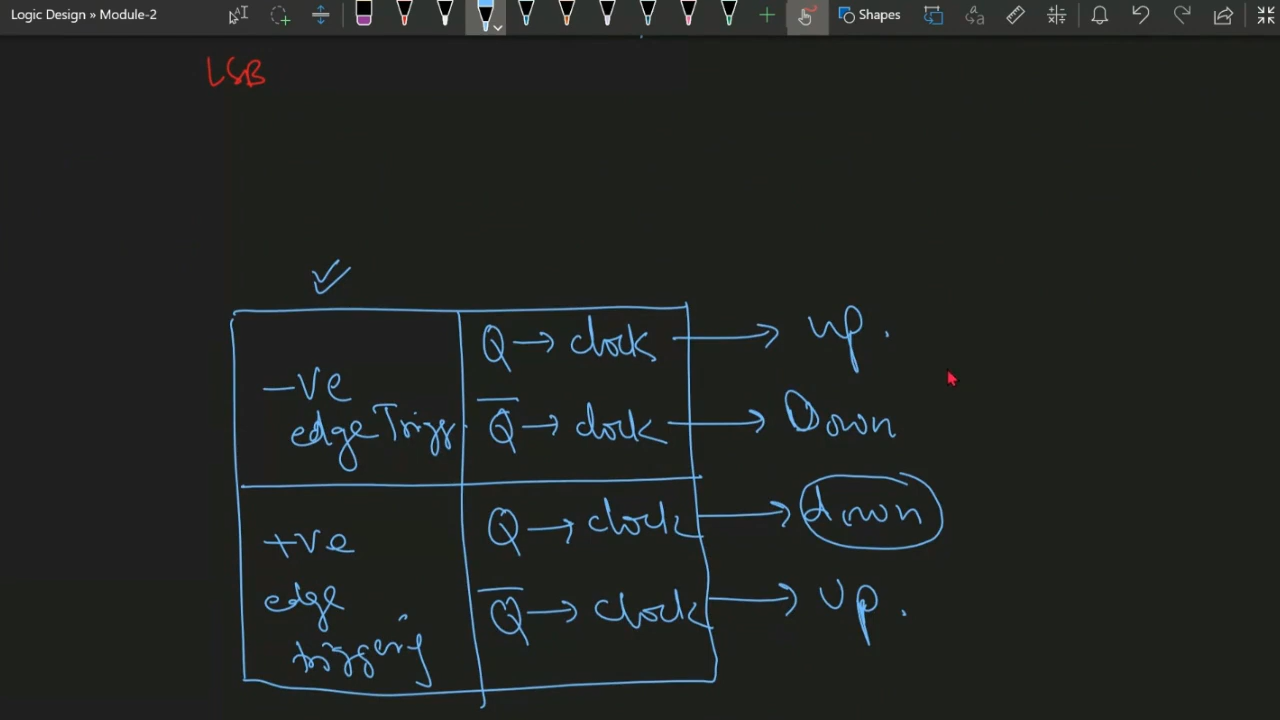 Logic Design » Module-2
Shapes
LSB
-ve
edge Trigg.
Q → clock → up.
Q̅ → clock → Down
+ve
edge
triggering
Q → clock → down
Q̅ → clock → Up.